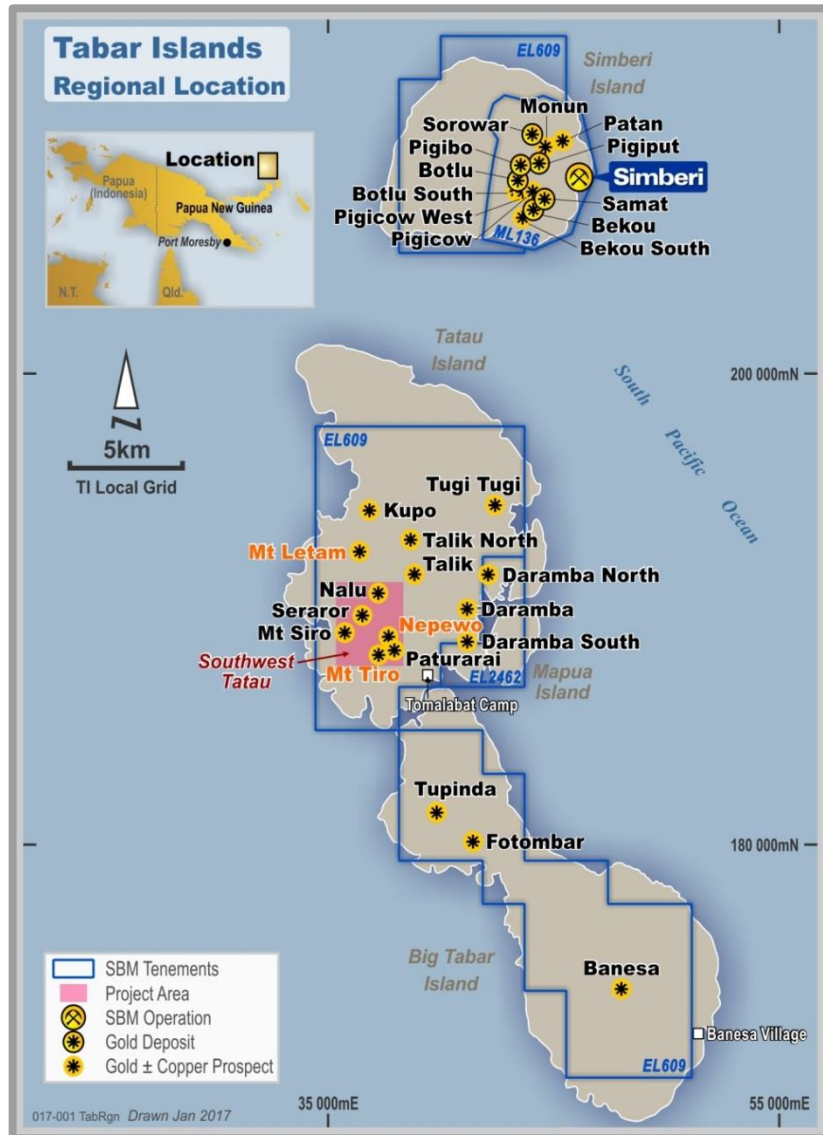 Tabar Islands
Regional Location
Location
Papua
(Indonesia)
Papua New Guinea
Port Moresby
N.T.
Qld.
EL609
Simberi
Island
Monun
Sorowar
Patan
Pigibo
Pigiput
Botlu
Simberi
Botlu South
Samat
Pigicow West
Bekou
Pigicow
ML136
Bekou South
Tatau
Island
200 000mN
South Pacific Ocean
5km
TI Local Grid
EL609
Tugi Tugi
Kupo
Talik North
Mt Letam
Talik
Daramba North
Nalu
Seraror
Daramba
Mt Siro
Nepewo
Daramba South
Southwest
Tatau
Paturarai
Mt Tiro
EL2462
Mapua
Island
Tomalabat Camp
Tupinda
Fotombar
180 000mN
Big Tabar
Island
Banesa
Banesa Village
EL609
SBM Tenements
Project Area
SBM Operation
Gold Deposit
Gold ± Copper Prospect
017-001 TabRgn Drawn Jan 2017
35 000mE
55 000mE